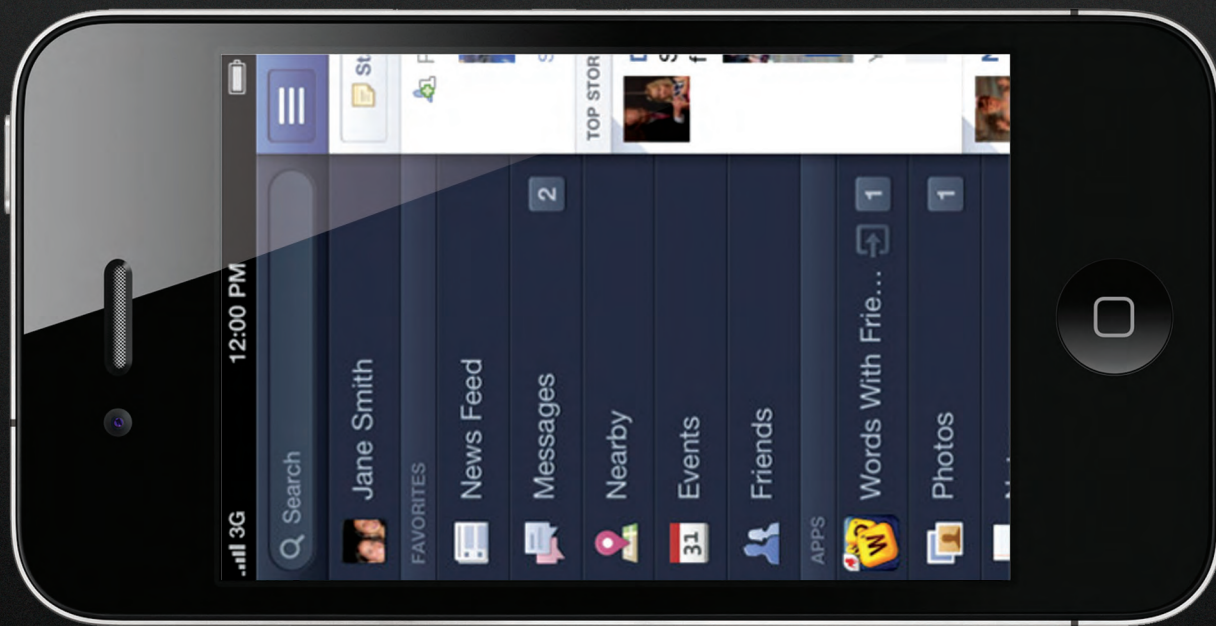 3G 12:00 PM
Search
Jane Smith
FAVORITES
News Feed
Messages 2
Nearby
Events
31
Friends
APPS
Words With Frie... 1
W
Photos 1
St
TOP STOR